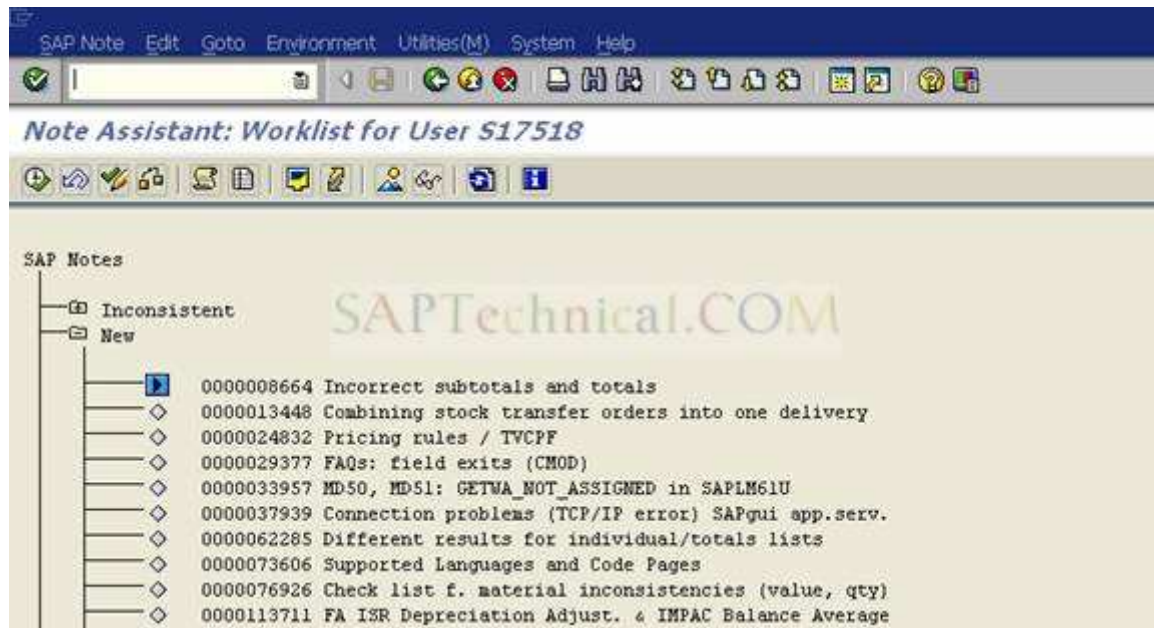 SAP Note Edit Goto Environment Utilities(M) System Help
Note Assistant: Worklist for User S17518
SAP Notes
Inconsistent
SAPTechnical.COM
New
0000008664 Incorrect subtotals and totals
0000013448 Combining stock transfer orders into one delivery
0000024832 Pricing rules / TVCPF
0000029377 FAQs: field exits (CMOD)
0000033957 MD50, MD51: GETWA_NOT_ASSIGNED in SAPLM61U
0000037939 Connection problems (TCP/IP error) SAPgui app.serv.
0000062285 Different results for individual/totals lists
0000073606 Supported Languages and Code Pages
0000076926 Check list f. material inconsistencies (value, qty)
0000113711 FA ISR Depreciation Adjust. & IMPAC Balance Average